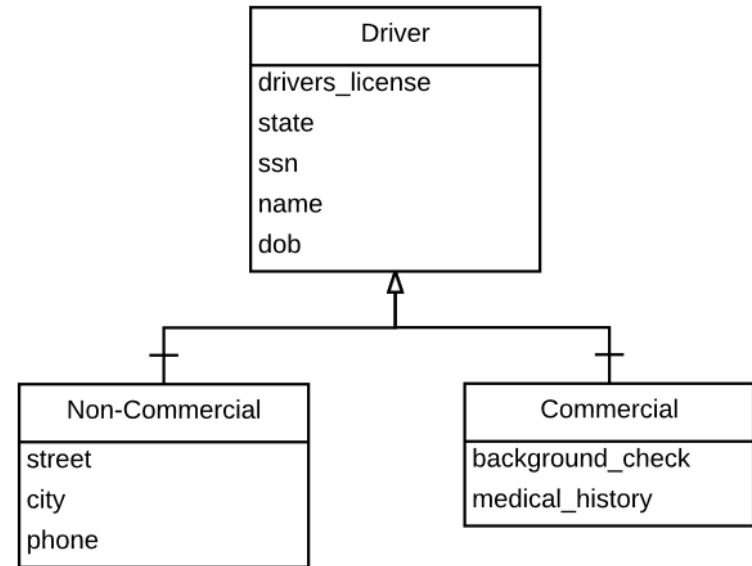 Driver
drivers_license
state
ssn
name
dob
Non-Commercial
street
city
phone
Commercial
background_check
medical_history